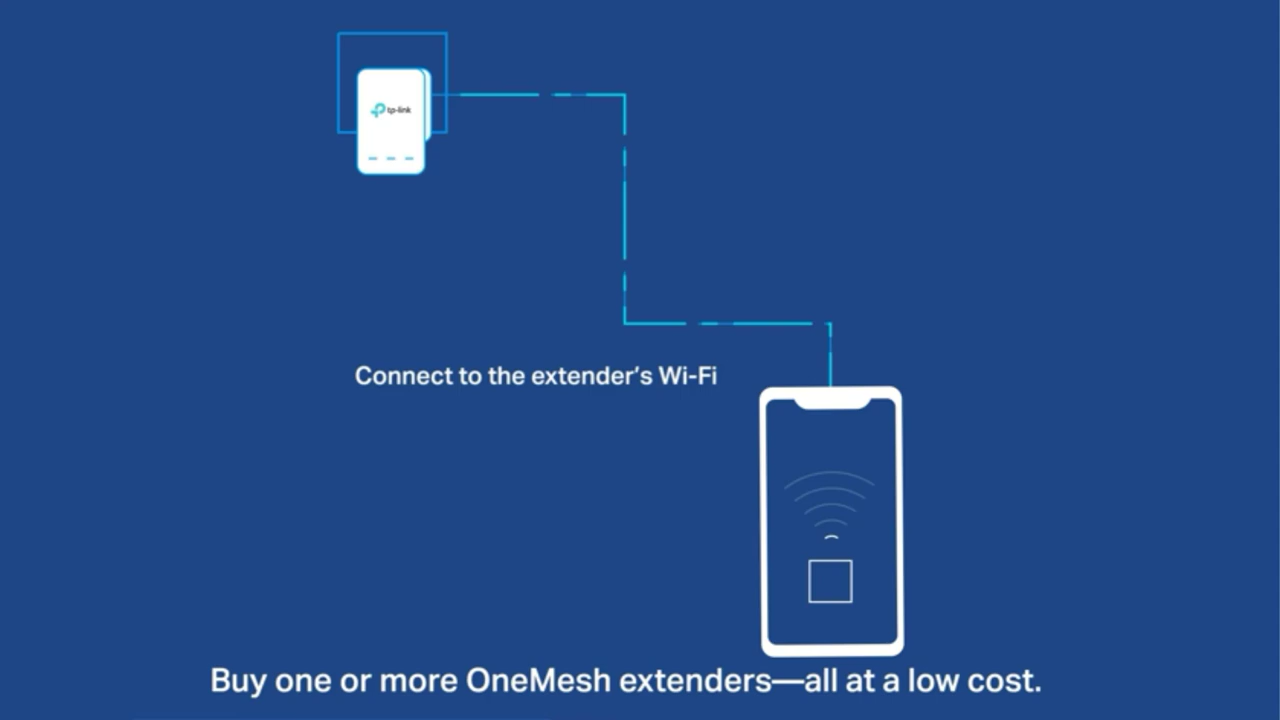 tp-link
Connect to the extender's Wi-Fi
Buy one or more OneMesh extenders—all at a low cost.